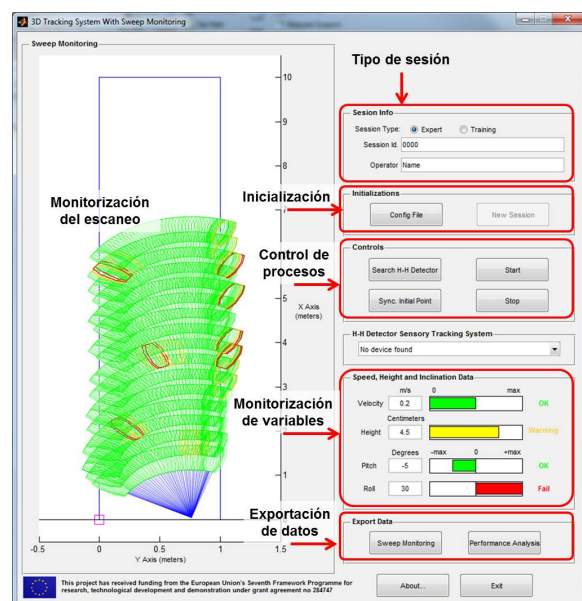 3D Tracking System With Sweep Monitoring
Sweep Monitoring
Tipo de sesión
Sesion Info
Session Type: Expert Training
Session Id. 0000
Operator Name
Inicialización
Initializations
Config File New Session
Monitorización
del escaneo
Control de
procesos
Controls
Search H-H Detector Start
Sync. Initial Point Stop
H-H Detector Sensory Tracking System
No device found
Monitorización
de variables
Speed, Height and Inclination Data
m/s 0 max
Velocity 0.2 OK
Centimeters
Height 4.5 Warning
Degrees -max 0 +max
Pitch -5 OK
Roll 30 Fail
Exportación
de datos
Export Data
Sweep Monitoring Performance Analysis
10
9
8
7
6
5
4
3
2
1
0
X Axis
(meters)
-0.5 0 0.5 1 1.5
Y Axis (meters)
This project has received funding from the European Union's Seventh Framework Programme for
research, technological development and demonstration under grant agreement no 284747
About... Exit